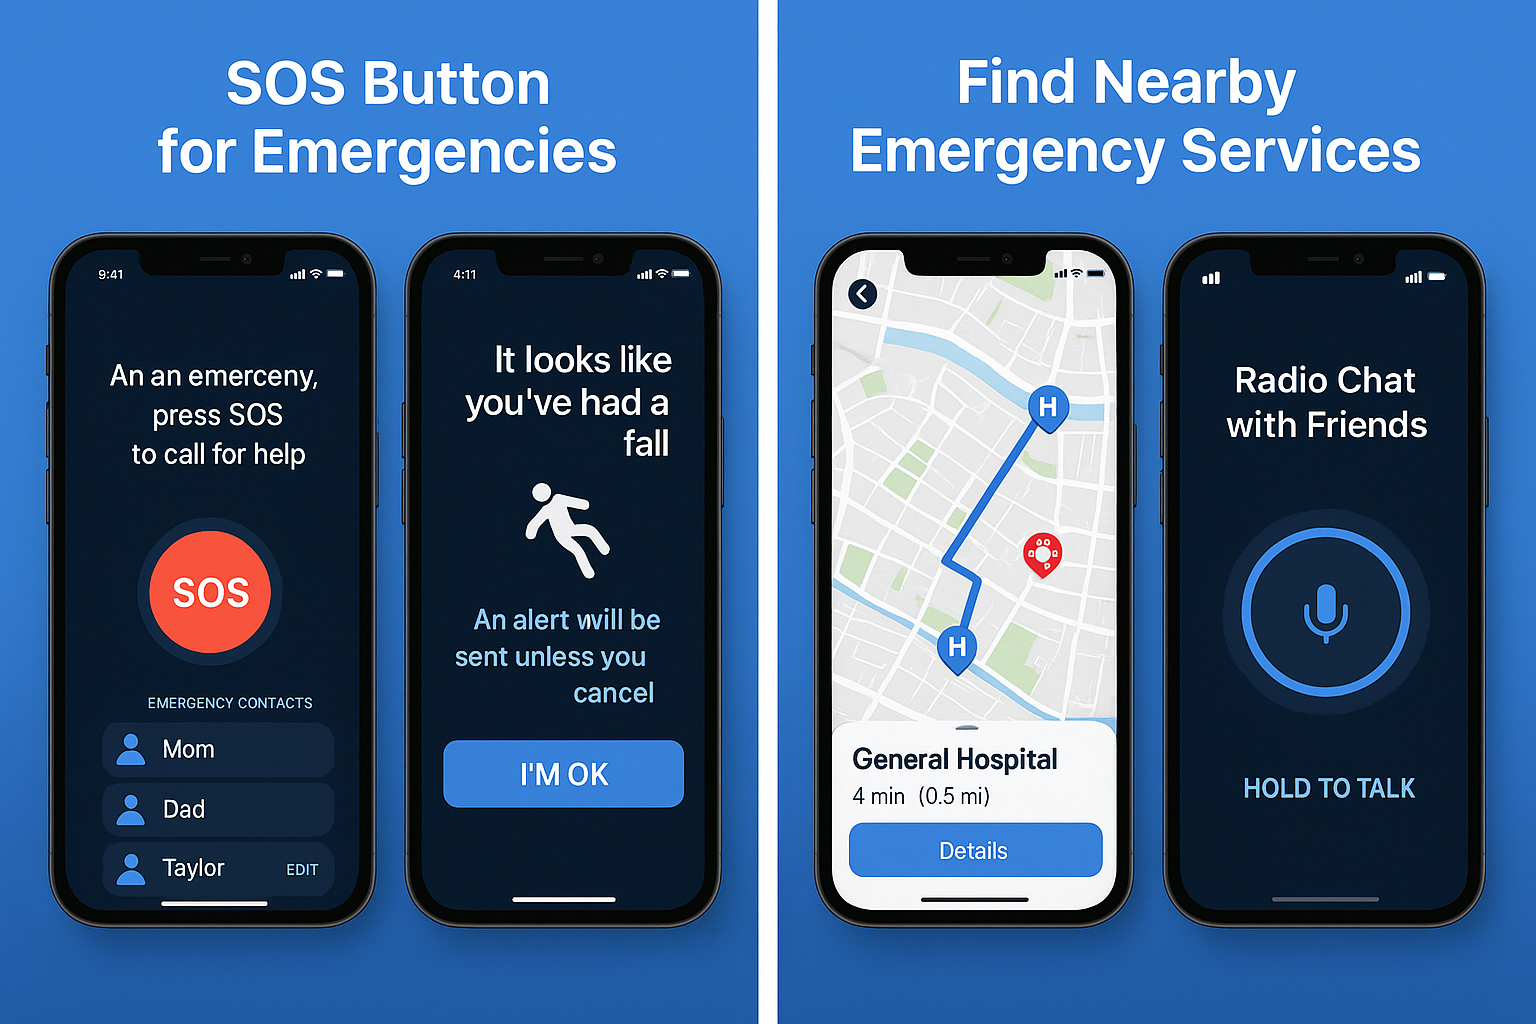 SOS Button
for Emergencies
9:41
An an emerceny,
press SOS
to call for help
SOS
EMERGENCY CONTACTS
Mom
Dad
Taylor EDIT
4:11
It looks like
you've had a
fall
An alert will be
sent unless you
cancel
I'M OK
Find Nearby
Emergency Services
H
H
General Hospital
4 min (0.5 mi)
Details
Radio Chat
with Friends
HOLD TO TALK